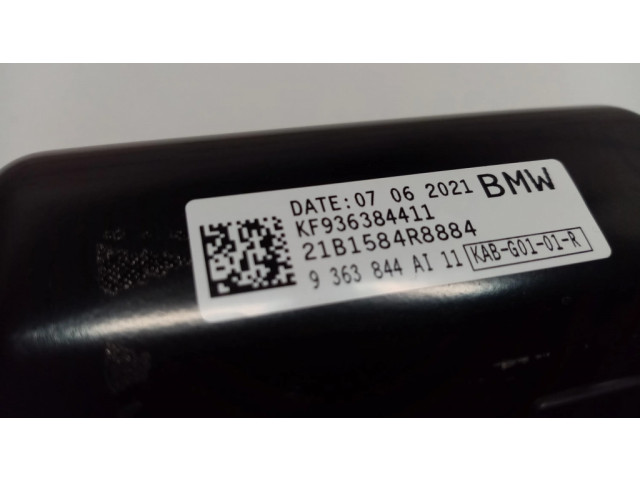 DATE:07 06 2021 BMW
KF936384411
21B1584R8884
9 363 844 AI 11 KAB-G01-01-R